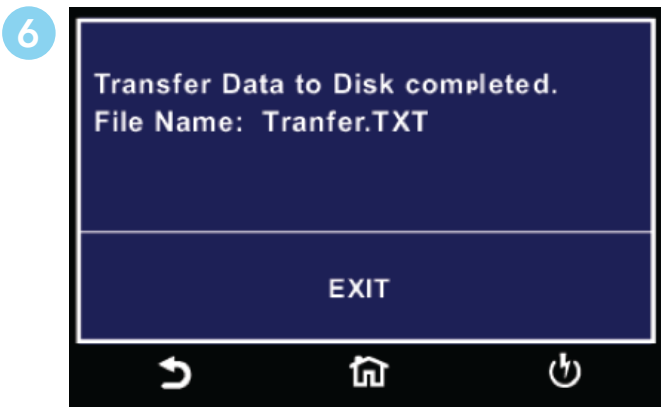 6
Transfer Data to Disk completed.
File Name: Tranfer.TXT
EXIT